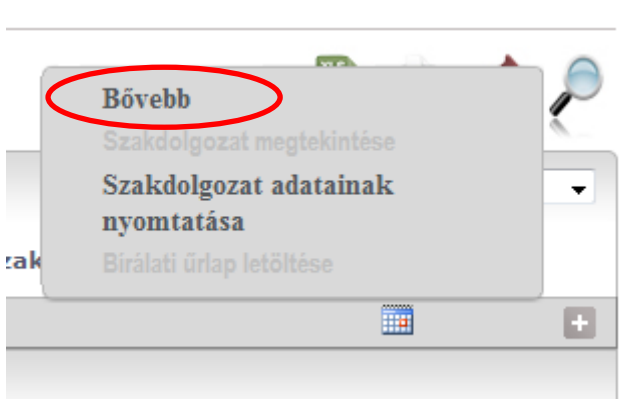 Bővebb
Szakdolgozat megtekintése
Szakdolgozat adatainak
nyomtatása
zak
Bírálati űrlap letöltése